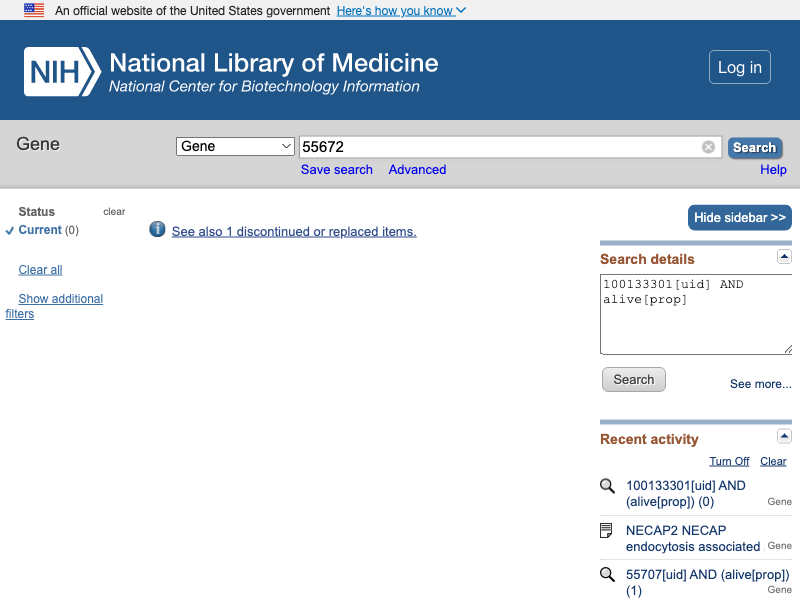 An official website of the United States government Here's how you know
NIH National Library of Medicine
National Center for Biotechnology Information
Log in
Gene
Gene
55672
Search
Save search Advanced
Help
Status clear
Current (0)
Clear all
Show additional
filters
See also 1 discontinued or replaced items.
Hide sidebar >>
Search details
100133301[uid] AND
alive[prop]
Search
See more...
Recent activity
Turn Off Clear
100133301[uid] AND
(alive[prop]) (0)
Gene
NECAP2 NECAP
endocytosis associated
Gene
55707[uid] AND (alive[prop])
(1)
Gene